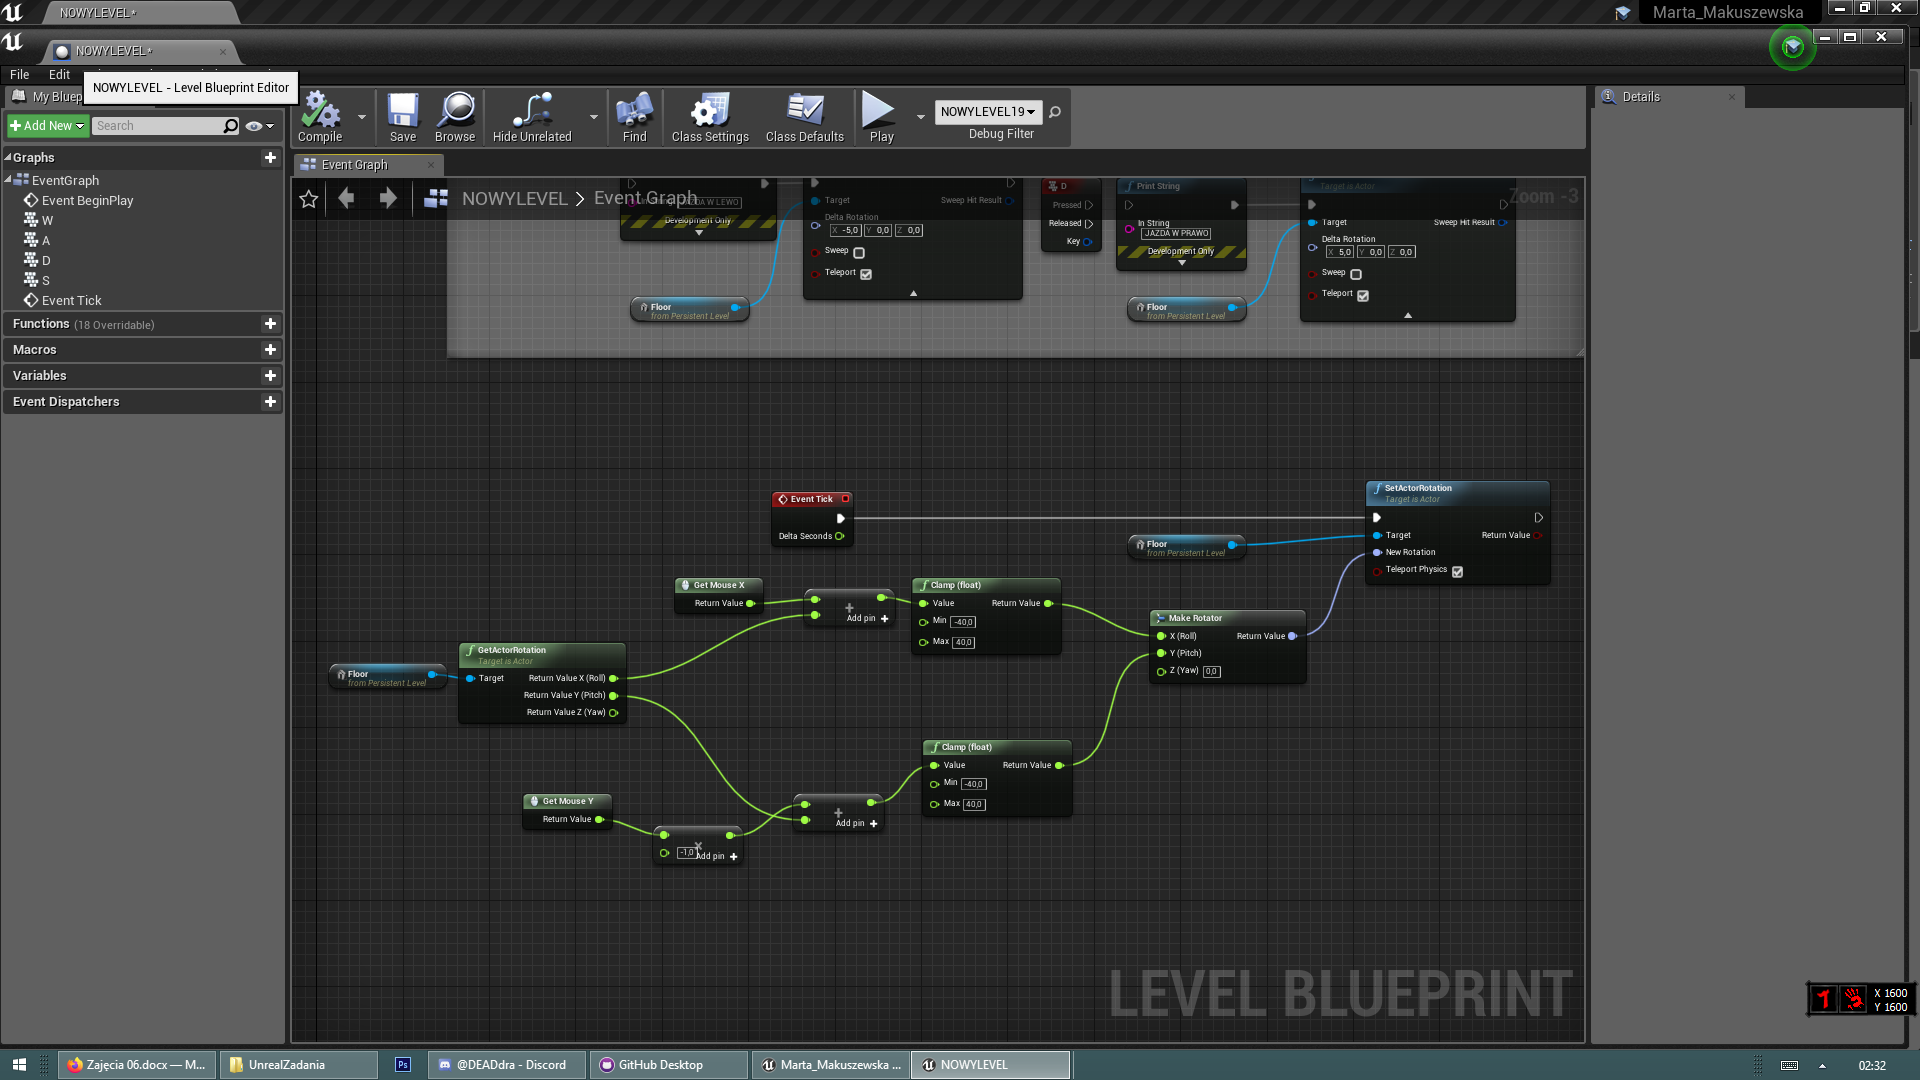 NOWYLEVEL*
Marta_Makuszewska
NOWYLEVEL*
File
Edit
NOWYLEVEL - Level Blueprint Editor
My Bluep
Add New
Search
Compile
Save
Browse
Hide Unrelated
Find
Class Settings
Class Defaults
Play
NOWYLEVEL19
Debug Filter
Details
Graphs
EventGraph
Event BeginPlay
W
A
D
S
Event Tick
Functions (18 Overridable)
Macros
Variables
Event Dispatchers
Event Graph
NOWYLEVEL > Event Graph
Zoom -3
In String
JAZDA W LEWO
Development Only
Target
Sweep Hit Result
Delta Rotation
X -5,0 Y 0,0 Z 0,0
Sweep
Teleport
Floor
from Persistent Level
D
Pressed
Released
Key
Print String
In String
JAZDA W PRAWO
Development Only
Floor
from Persistent Level
Target is Actor
Target
Sweep Hit Result
Delta Rotation
X 5,0 Y 0,0 Z 0,0
Sweep
Teleport
Event Tick
Delta Seconds
Floor
from Persistent Level
SetActorRotation
Target is Actor
Target
Return Value
New Rotation
Teleport Physics
Get Mouse X
Return Value
Add pin
Clamp (float)
Value
Return Value
Min -40,0
Max 40,0
Make Rotator
X (Roll)
Return Value
Y (Pitch)
Z (Yaw) 0,0
Floor
from Persistent Level
GetActorRotation
Target is Actor
Target
Return Value X (Roll)
Return Value Y (Pitch)
Return Value Z (Yaw)
Get Mouse Y
Return Value
-1,0
Add pin
Add pin
Clamp (float)
Value
Return Value
Min -40,0
Max 40,0
LEVEL BLUEPRINT
X 1600
Y 1600
Zajęcia 06.docx — M...
UnrealZadania
Ps
@DEADdra - Discord
GitHub Desktop
Marta_Makuszewska ...
NOWYLEVEL
02:32